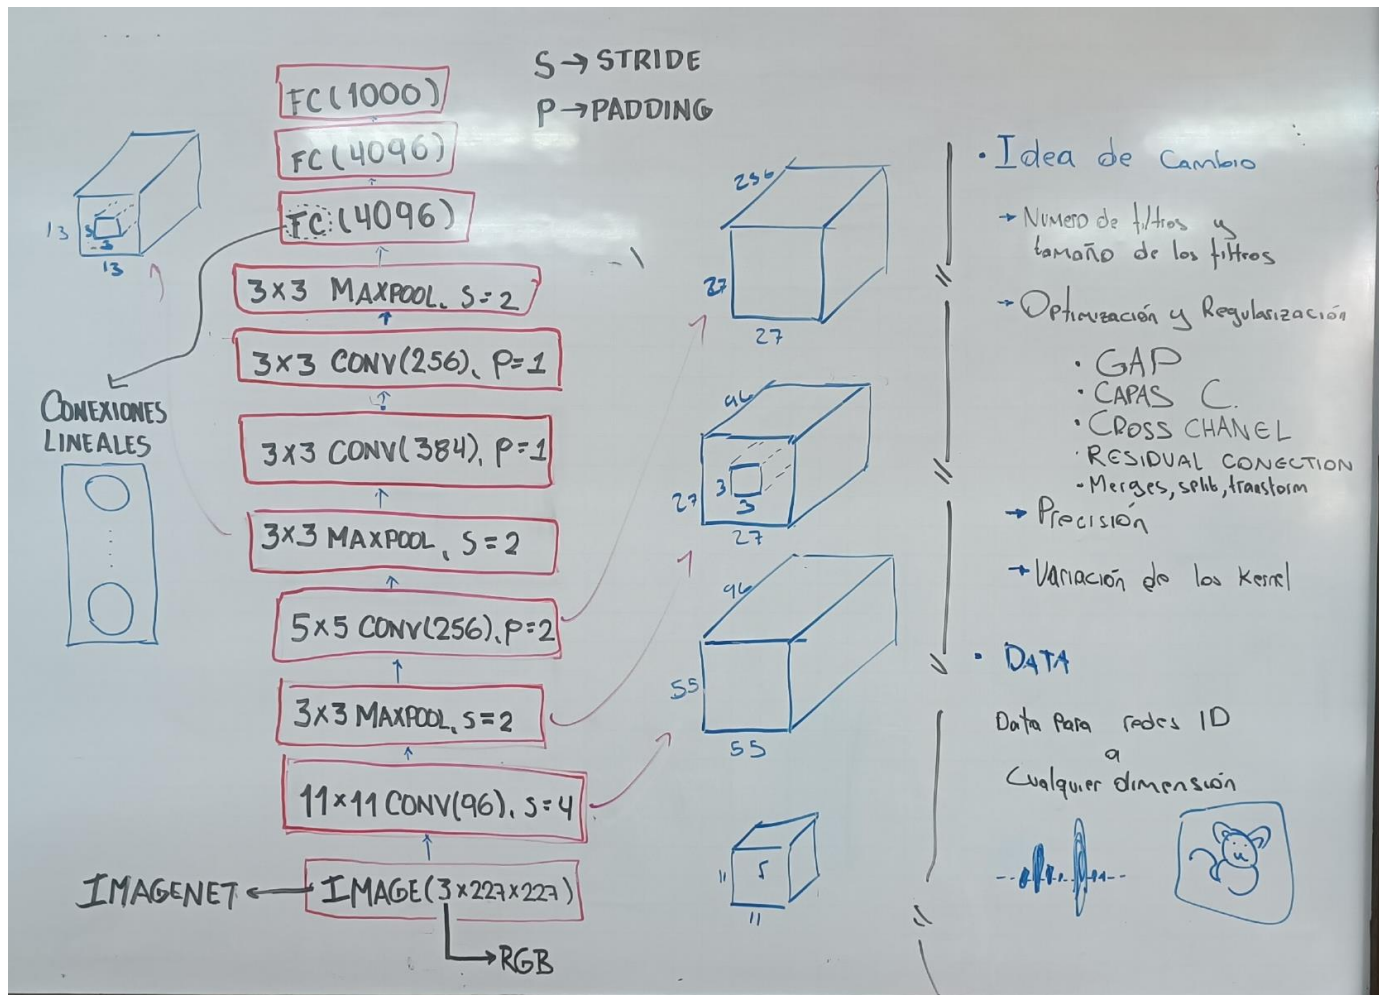 S→STRIDE
P→PADDING
FC(1000)
FC(4096)
FC(4096)
3×3 MAXPOOL, S=2
3×3 CONV(256), P=1
3×3 CONV(384), P=1
3×3 MAXPOOL, S=2
5×5 CONV(256), P=2
3×3 MAXPOOL, S=2
11×11 CONV(96), S=4
IMAGE(3×227×227)
IMAGENET
RGB
CONEXIONES
LINEALES
13
3
13
256
27
27
96
27
3
3
27
96
55
55
11
11
• Idea de Cambio
→ Numero de filtros y
tamaño de los filtros
→ Optimización y Regularización
• GAP
• CAPAS C.
• CROSS CHANEL
• RESIDUAL CONECTION
• Merges, split, transform
→ Precisión
→ Variación de los Kernel
• DATA
Data Para redes 1D
a
Cualquier dimensión